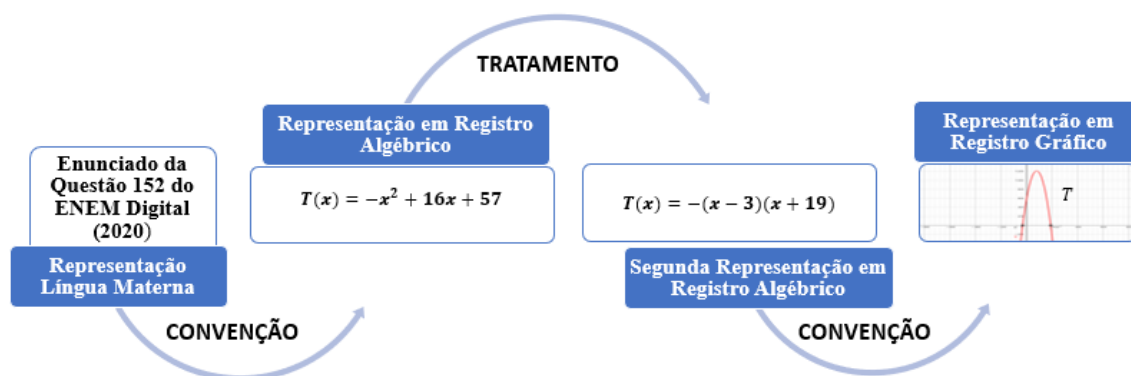 TRATAMENTO
Enunciado da
Questão 152 do
ENEM Digital
(2020)
Representação
Língua Materna
CONVENÇÃO
Representação em Registro
Algébrico
T(x) = −x² + 16x + 57
T(x) = −(x − 3)(x + 19)
Segunda Representação em
Registro Algébrico
CONVENÇÃO
Representação em
Registro Gráfico
T